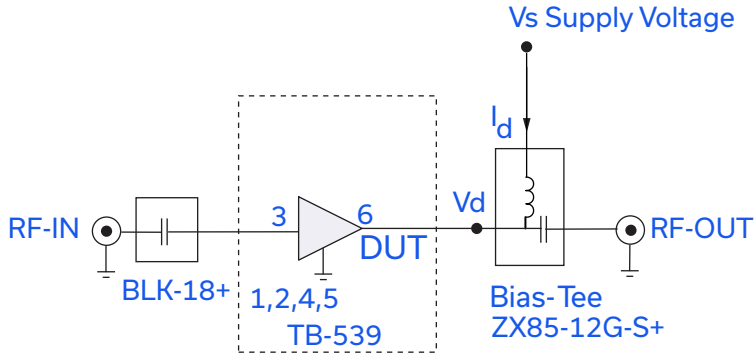 Vs Supply Voltage
Id
RF-IN
3
6
Vd
RF-OUT
DUT
BLK-18+
1,2,4,5
TB-539
Bias-Tee
ZX85-12G-S+